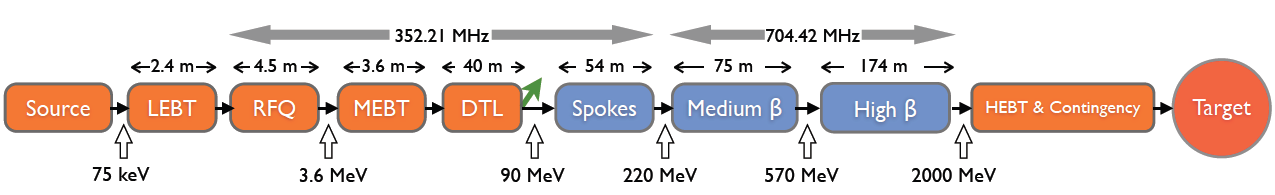 352.21 MHz 704.42 MHz
2.4 m 4.5 m 3.6 m 40 m 54 m 75 m 174 m
Source LEBT RFQ MEBT DTL Spokes Medium β High β HEBT & Contingency Target
75 keV 3.6 MeV 90 MeV 220 MeV 570 MeV 2000 MeV